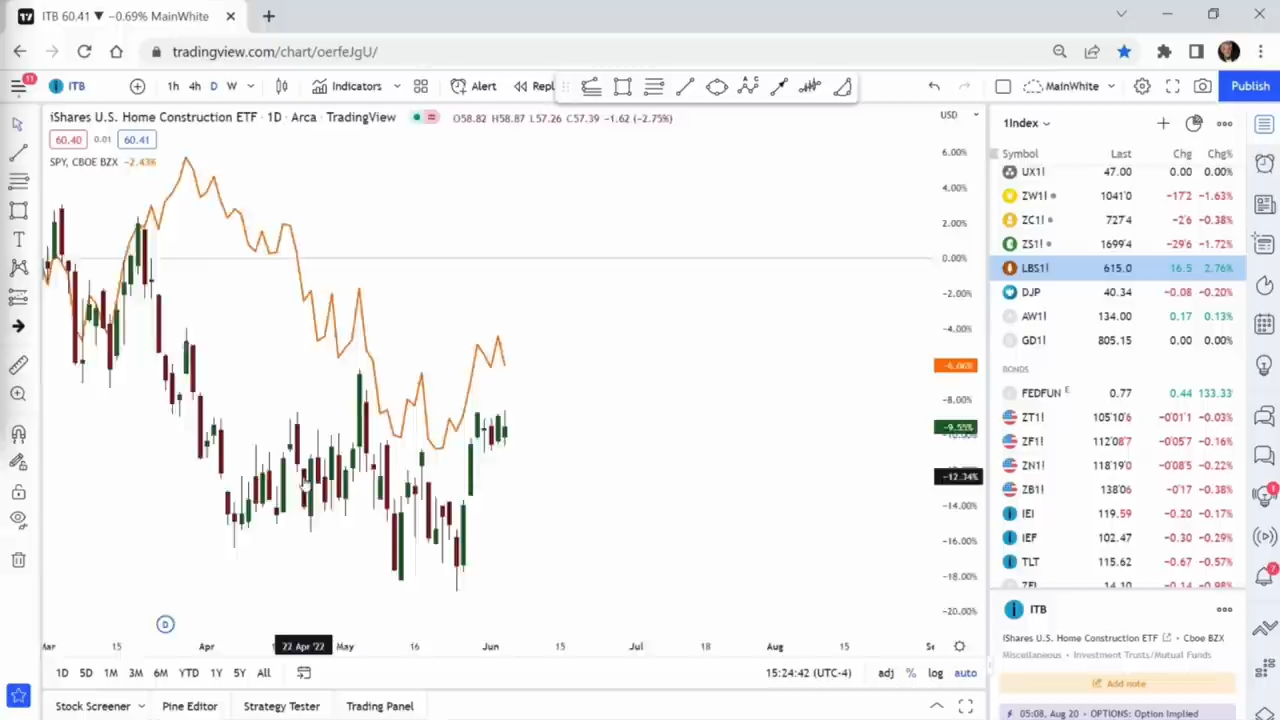 ITB 60.41 ▼ −0.69% MainWhite
tradingview.com/chart/oerfeJgU/
11
ITB
1h 4h D W
Indicators
Alert
Repl
MainWhite
Publish
iShares U.S. Home Construction ETF · 1D · Arca · TradingView
O58.82 H58.87 L57.26 C57.39 −1.62 (−2.75%)
60.40 0.01 60.41
SPY, CBOE BZX −2.43%
USD
6.00%
4.00%
2.00%
0.00%
−2.00%
−4.00%
−6.06%
−8.00%
−9.55%
−12.34%
−14.00%
−16.00%
−18.00%
−20.00%
D
Mar 15 Apr 22 Apr '22 May 16 Jun 15 Jul 18 Aug 15
1D 5D 1M 3M 6M YTD 1Y 5Y All
15:24:42 (UTC-4) adj % log auto
Stock Screener Pine Editor Strategy Tester Trading Panel
1Index
Symbol Last Chg Chg%
UX1! 47.00 0.00 0.00%
ZW1! 1041'0 −17'2 −1.63%
ZC1! 727'4 −2'6 −0.38%
ZS1! 1699'4 −29'6 −1.72%
LBS1! 615.0 16.5 2.76%
DJP 40.34 −0.08 −0.20%
AW1! 134.00 0.17 0.13%
GD1! 805.15 0.00 0.00%
BONDS
FEDFUN E 0.77 0.44 133.33
ZT1! 105'10'6 −0'01'1 −0.03%
ZF1! 112'08'7 −0'05'7 −0.16%
ZN1! 118'19'0 −0'08'5 −0.22%
ZB1! 138'06 −0'17 −0.38%
IEI 119.59 −0.20 −0.17%
IEF 102.47 −0.30 −0.29%
TLT 115.62 −0.67 −0.57%
14.10 −0.14 −0.98%
ITB
iShares U.S. Home Construction ETF • Cboe BZX
Miscellaneous • Investment Trusts/Mutual Funds
Add note
05:08, Aug 20 • OPTIONS: Option Implied
1
7